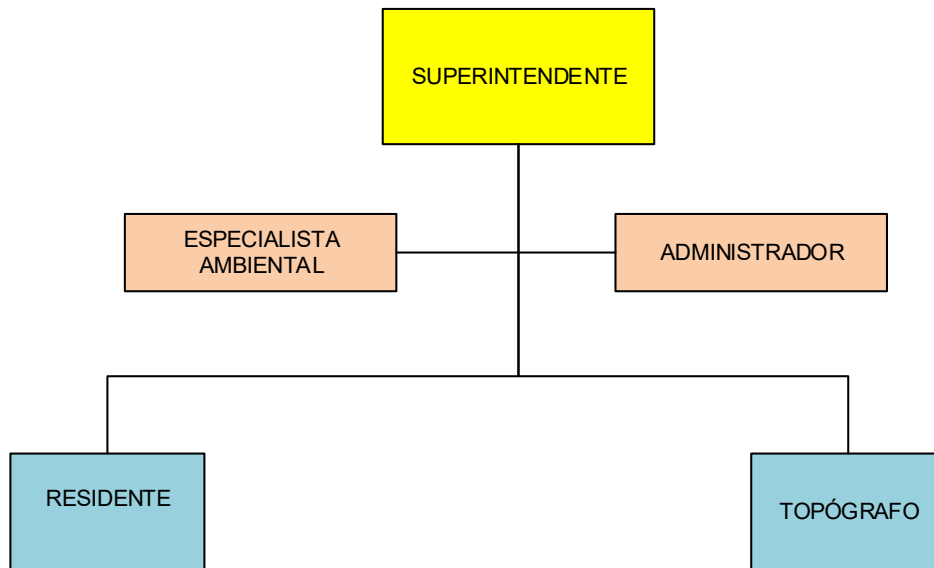 SUPERINTENDENTE
ESPECIALISTA
AMBIENTAL
ADMINISTRADOR
RESIDENTE
TOPÓGRAFO